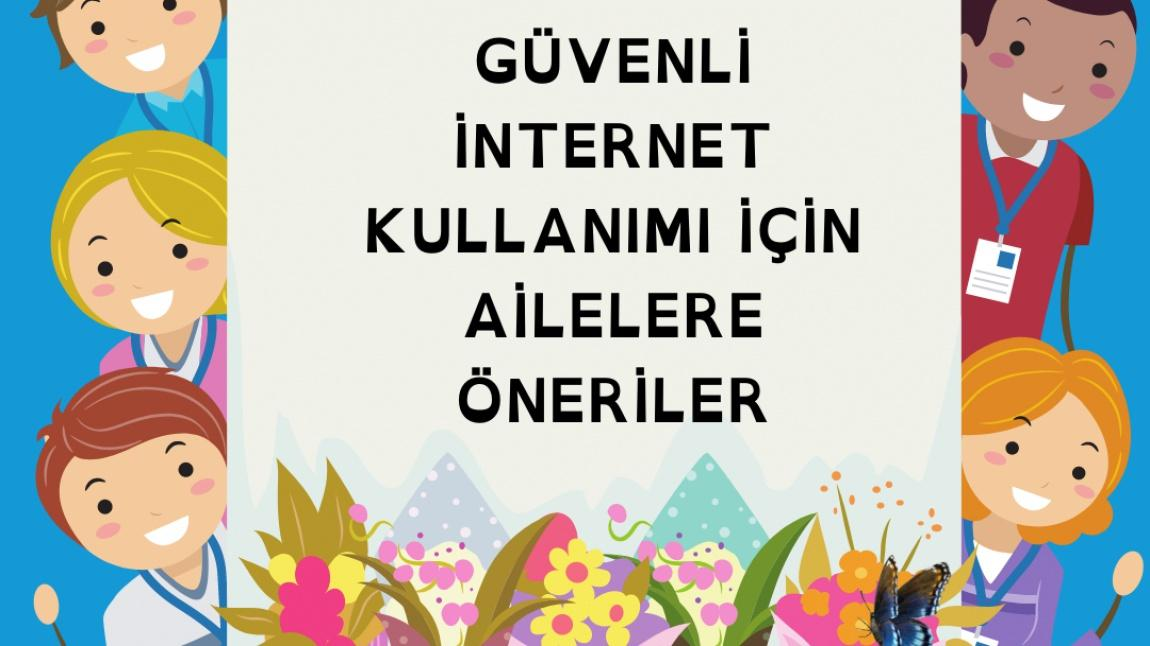 GÜVENLİ
İNTERNET
KULLANIMI İÇİN
AİLELERE
ÖNERİLER